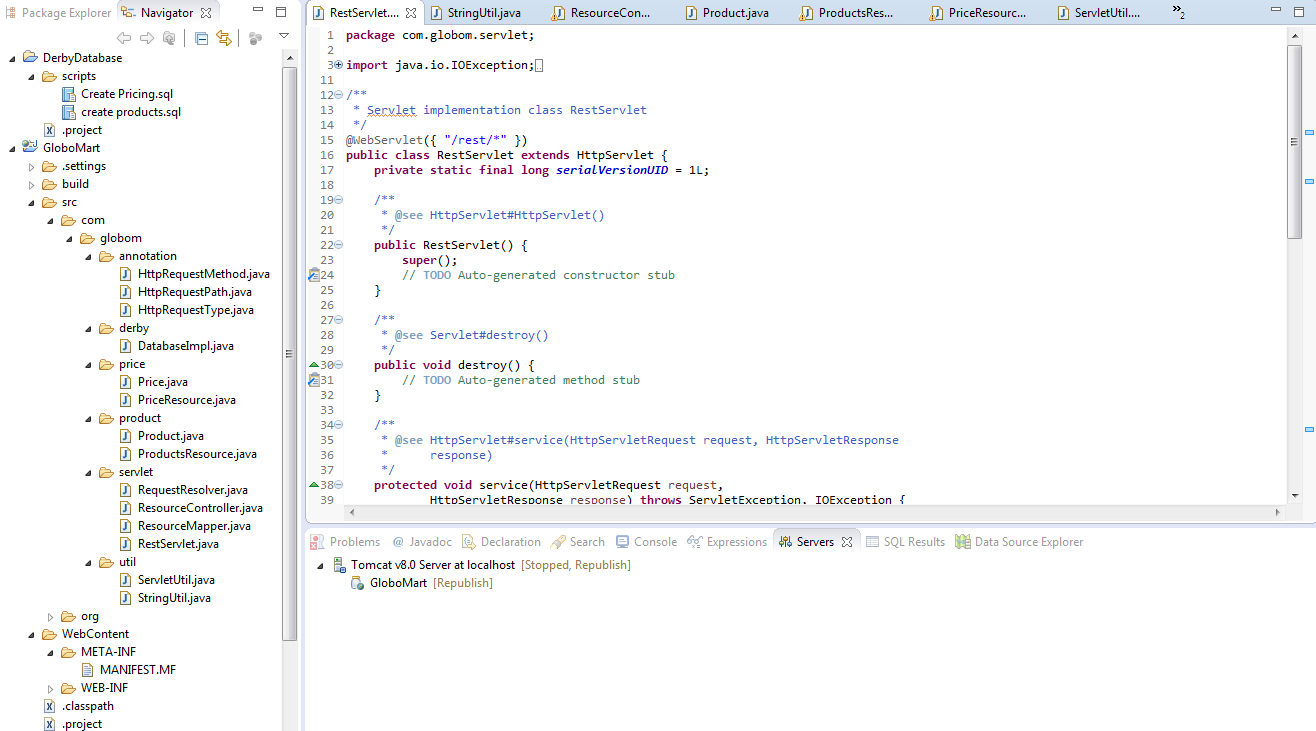 Package Explorer Navigator
DerbyDatabase
scripts
Create Pricing.sql
create products.sql
.project
GloboMart
.settings
build
src
com
globom
annotation
HttpRequestMethod.java
HttpRequestPath.java
HttpRequestType.java
derby
DatabaseImpl.java
price
Price.java
PriceResource.java
product
Product.java
ProductsResource.java
servlet
RequestResolver.java
ResourceController.java
ResourceMapper.java
RestServlet.java
util
ServletUtil.java
StringUtil.java
org
WebContent
META-INF
MANIFEST.MF
WEB-INF
.classpath
.project
RestServlet.... StringUtil.java ResourceCon... Product.java ProductsRes... PriceResourc... ServletUtil.... »2
1 package com.globom.servlet;
2
3 import java.io.IOException;
11
12 /**
13 * Servlet implementation class RestServlet
14 */
15 @WebServlet({ "/rest/*" })
16 public class RestServlet extends HttpServlet {
17 private static final long serialVersionUID = 1L;
18
19 /**
20 * @see HttpServlet#HttpServlet()
21 */
22 public RestServlet() {
23 super();
24 // TODO Auto-generated constructor stub
25 }
26
27 /**
28 * @see Servlet#destroy()
29 */
30 public void destroy() {
31 // TODO Auto-generated method stub
32 }
33
34 /**
35 * @see HttpServlet#service(HttpServletRequest request, HttpServletResponse
36 * response)
37 */
38 protected void service(HttpServletRequest request,
39 HttpServletResponse response) throws ServletException, IOException {
Problems @ Javadoc Declaration Search Console Expressions Servers SQL Results Data Source Explorer
Tomcat v8.0 Server at localhost [Stopped, Republish]
GloboMart [Republish]